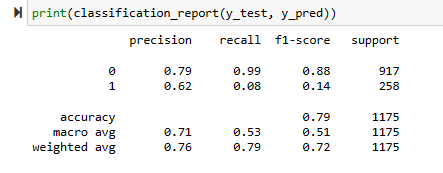 print(classification_report(y_test, y_pred))
precision recall f1-score support
0 0.79 0.99 0.88 917
1 0.62 0.08 0.14 258
accuracy 0.79 1175
macro avg 0.71 0.53 0.51 1175
weighted avg 0.76 0.79 0.72 1175